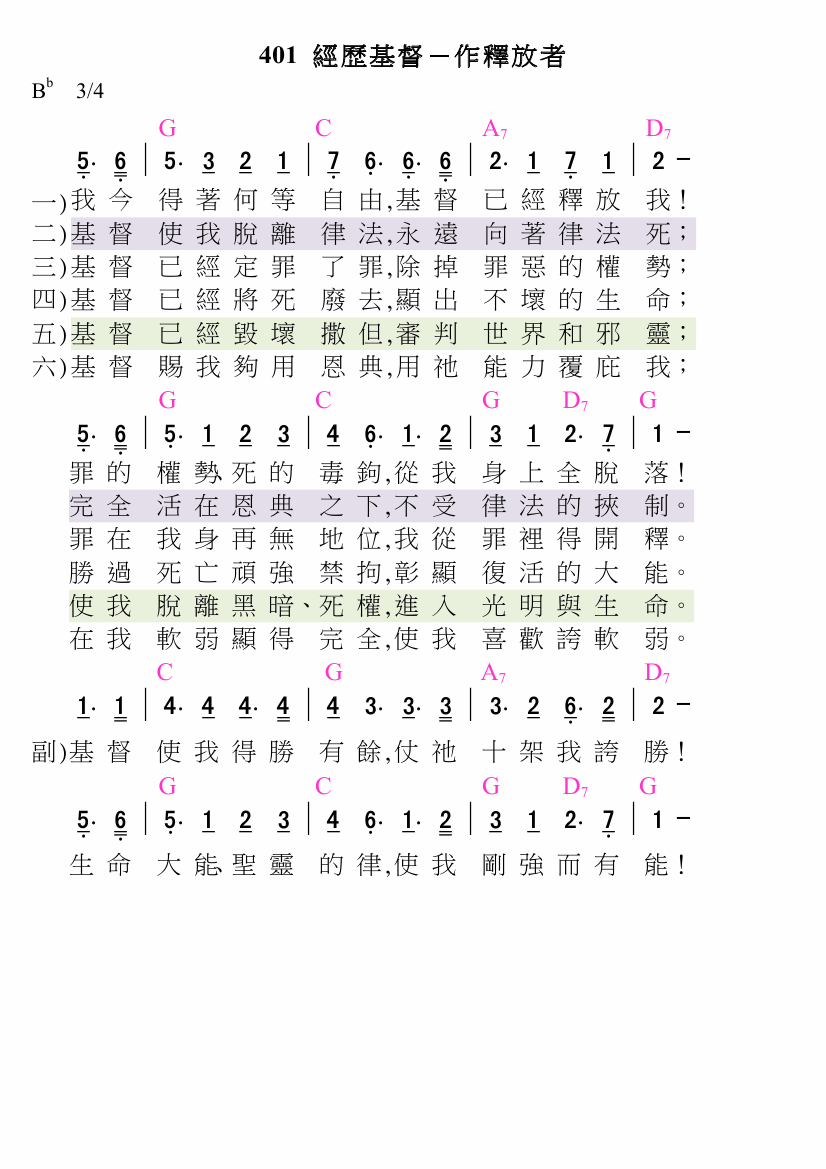 401 經歷基督－作釋放者
B♭ 3/4
G C A7 D7
5. 6 | 5. 3 2 1 | 7 6. 6. 6 | 2. 1 7 1 | 2 －
一)我今 得著何等 自由,基督 已經釋放 我！
二)基督 使我脫離 律法,永遠 向著律法 死；
三)基督 已經定罪 了罪,除掉 罪惡的權 勢；
四)基督 已經將死 廢去,顯出 不壞的生 命；
五)基督 已經毀壞 撒但,審判 世界和邪 靈；
六)基督 賜我夠用 恩典,用祂 能力覆庇 我；
G C G D7 G
5. 6 | 5. 1 2 3 | 4 6. 1. 2 | 3 1 2. 7 | 1 －
罪的 權勢、死的 毒鉤,從我 身上全脫 落！
完全 活在恩典 之下,不受 律法的挾 制。
罪在 我身再無 地位,我從 罪裡得開 釋。
勝過 死亡頑強 禁拘,彰顯 復活的大 能。
使我 脫離黑暗、死權,進入 光明與生 命。
在我 軟弱顯得 完全,使我 喜歡誇軟 弱。
C G A7 D7
1. 1 | 4. 4 4. 4 | 4 3. 3. 3 | 3. 2 6. 2 | 2 －
副)基督 使我得勝 有餘,仗祂 十架我誇 勝！
G C G D7 G
5. 6 | 5. 1 2 3 | 4 6. 1. 2 | 3 1 2. 7 | 1 －
生命 大能、聖靈 的律,使我 剛強而有 能！